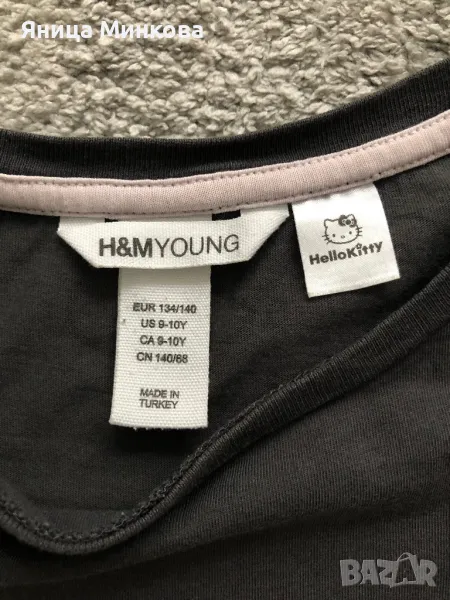 Яница Минкова
H&MYOUNG
HelloKitty
EUR 134/140
US 9-10Y
CA 9-10Y
CN 140/68
MADE IN
TURKEY
BAZAR